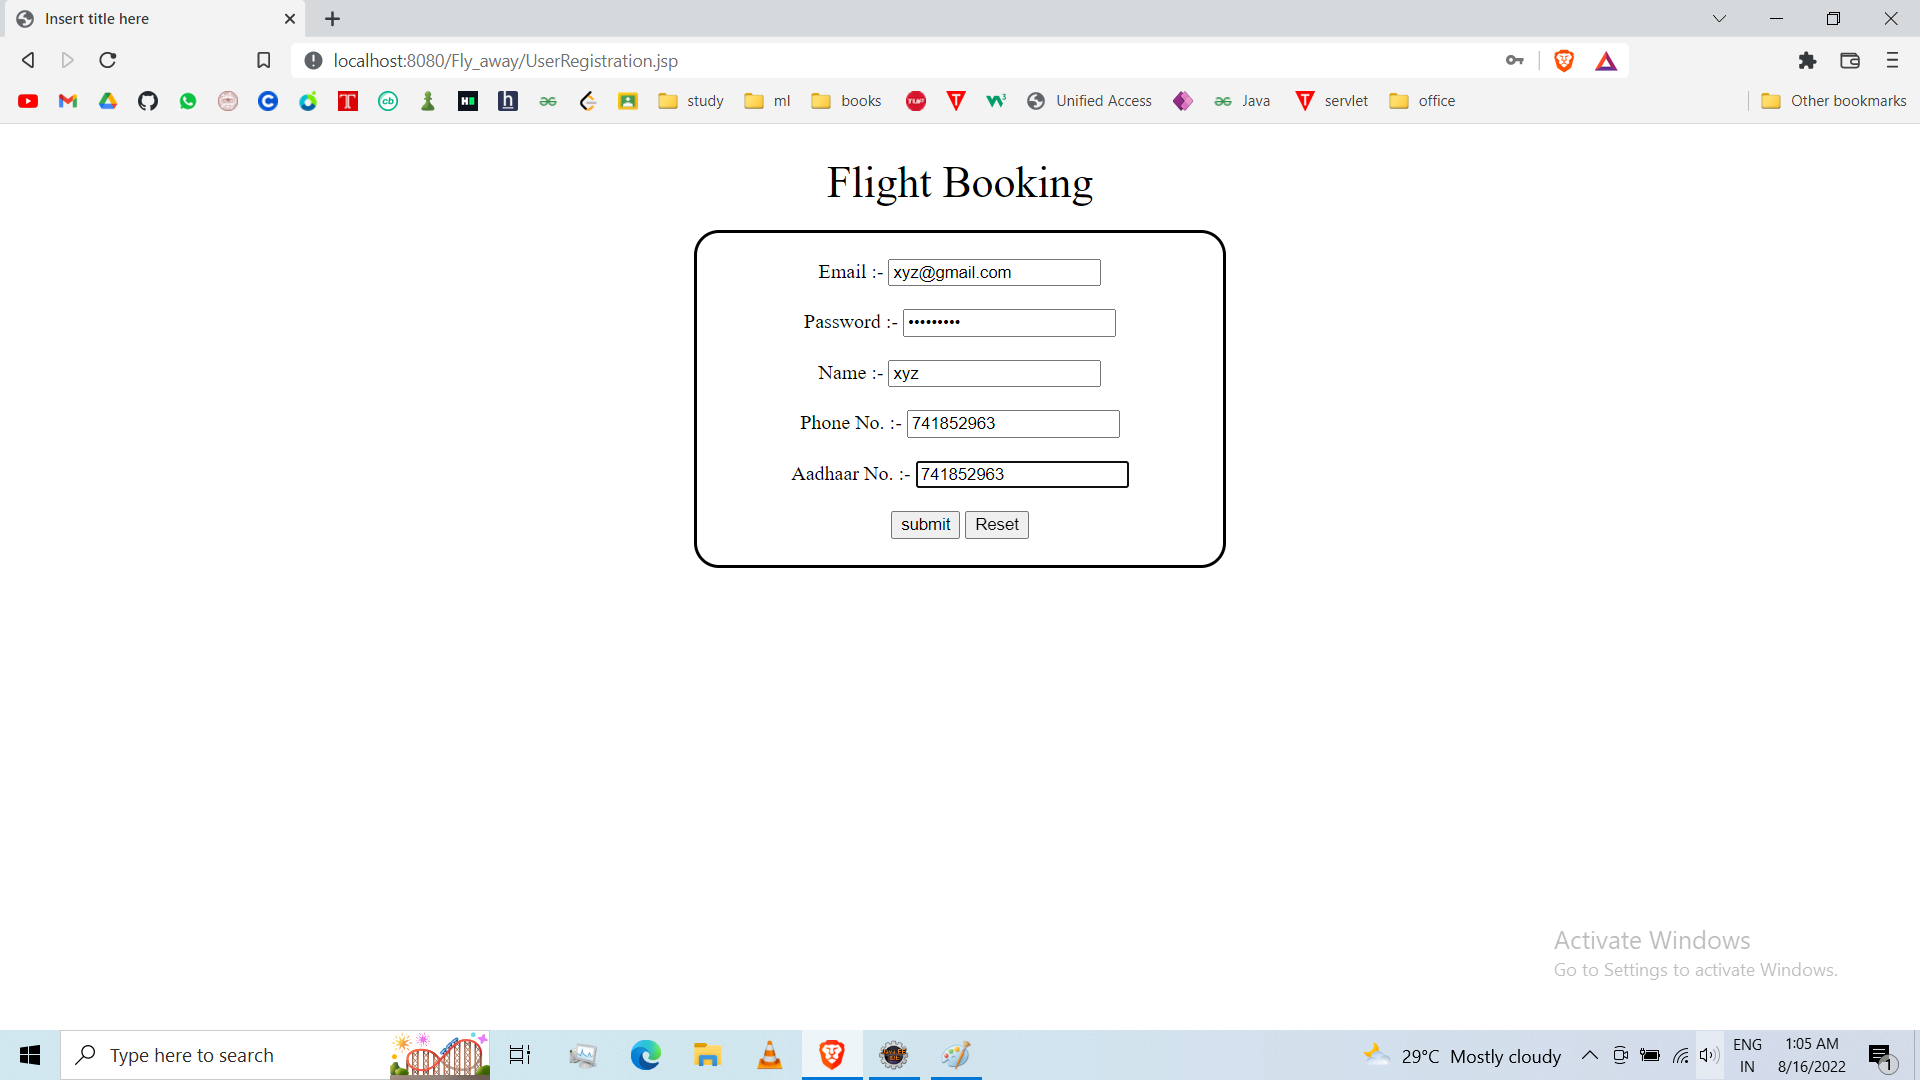 Insert title here
localhost:8080/Fly_away/UserRegistration.jsp
study ml books Unified Access Java servlet office Other bookmarks
Flight Booking
Email :- xyz@gmail.com
Password :- •••••••••
Name :- xyz
Phone No. :- 741852963
Aadhaar No. :- 741852963
submit Reset
Activate Windows
Go to Settings to activate Windows.
Type here to search
29°C Mostly cloudy
ENG
IN
1:05 AM
8/16/2022
1